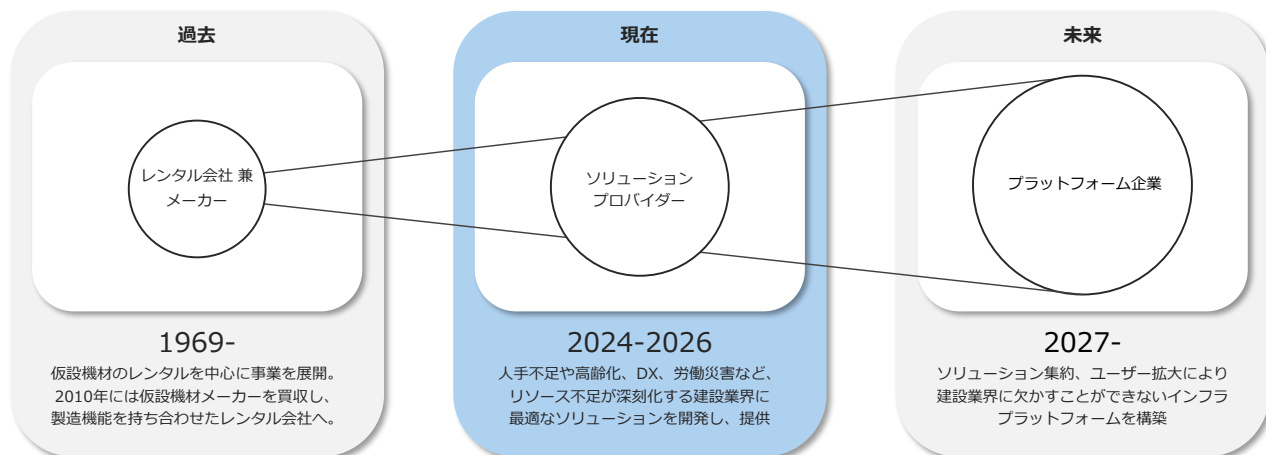 過去
レンタル会社 兼
メーカー
1969-
仮設機材のレンタルを中心に事業を展開。
2010年には仮設機材メーカーを買収し、
製造機能を持ち合わせたレンタル会社へ。
現在
ソリューション
プロバイダー
2024-2026
人手不足や高齢化、DX、労働災害など、
リソース不足が深刻化する建設業界に
最適なソリューションを開発し、提供
未来
プラットフォーム企業
2027-
ソリューション集約、ユーザー拡大により
建設業界に欠かすことができないインフラ
プラットフォームを構築